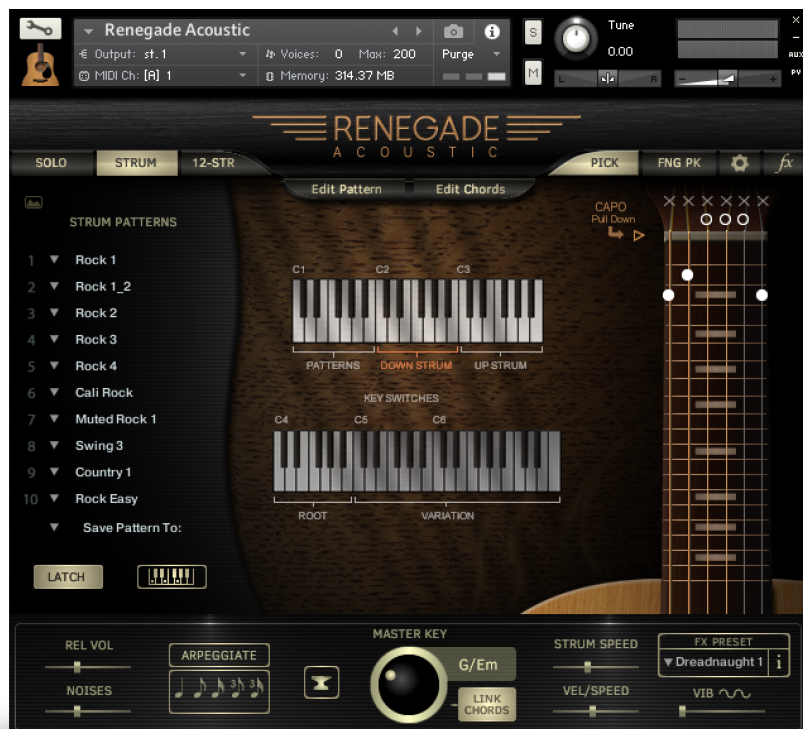 Renegade Acoustic
Output: st.1
Voices: 0 Max: 200
Purge
MIDI Ch: [A] 1
Memory: 314.37 MB
S
M
Tune
0.00
L
R
AUX
PV
RENEGADE
ACOUSTIC
SOLO
STRUM
12-STR
PICK
FNG PK
fx
Edit Pattern
Edit Chords
STRUM PATTERNS
1 Rock 1
2 Rock 1_2
3 Rock 2
4 Rock 3
5 Rock 4
6 Cali Rock
7 Muted Rock 1
8 Swing 3
9 Country 1
10 Rock Easy
Save Pattern To:
LATCH
C1 C2 C3
PATTERNS DOWN STRUM UP STRUM
KEY SWITCHES
C4 C5 C6
ROOT VARIATION
CAPO
Pull Down
REL VOL
NOISES
ARPEGGIATE
3 3
MASTER KEY
G/Em
LINK
CHORDS
STRUM SPEED
VEL/SPEED
FX PRESET
Dreadnaught 1 i
VIB